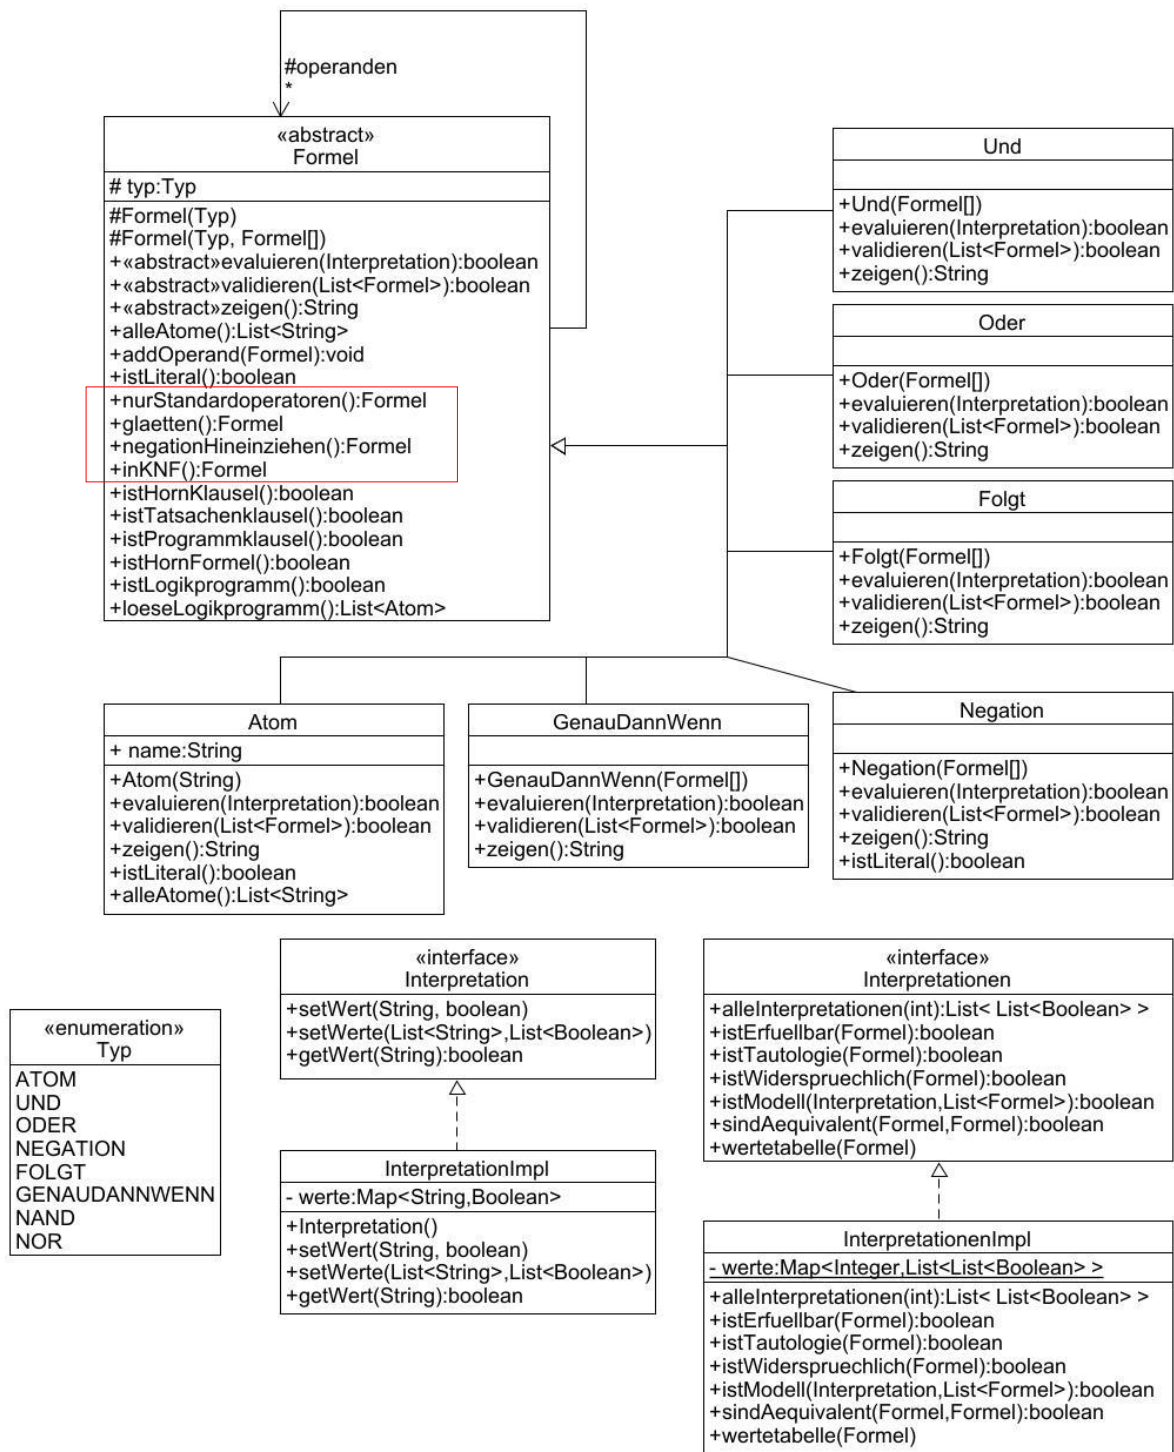 #operanden
*
«abstract»
Formel
# typ:Typ
#Formel(Typ)
#Formel(Typ, Formel[])
+«abstract»evaluieren(Interpretation):boolean
+«abstract»validieren(List<Formel>):boolean
+«abstract»zeigen():String
+alleAtome():List<String>
+addOperand(Formel):void
+istLiteral():boolean
+nurStandardoperatoren():Formel
+glaetten():Formel
+negationHineinziehen():Formel
+inKNF():Formel
+istHornKlausel():boolean
+istTatsachenklausel():boolean
+istProgrammklausel():boolean
+istHornFormel():boolean
+istLogikprogramm():boolean
+loeseLogikprogramm():List<Atom>
Und
+Und(Formel[])
+evaluieren(Interpretation):boolean
+validieren(List<Formel>):boolean
+zeigen():String
Oder
+Oder(Formel[])
+evaluieren(Interpretation):boolean
+validieren(List<Formel>):boolean
+zeigen():String
Folgt
+Folgt(Formel[])
+evaluieren(Interpretation):boolean
+validieren(List<Formel>):boolean
+zeigen():String
Atom
+ name:String
+Atom(String)
+evaluieren(Interpretation):boolean
+validieren(List<Formel>):boolean
+zeigen():String
+istLiteral():boolean
+alleAtome():List<String>
GenauDannWenn
+GenauDannWenn(Formel[])
+evaluieren(Interpretation):boolean
+validieren(List<Formel>):boolean
+zeigen():String
Negation
+Negation(Formel[])
+evaluieren(Interpretation):boolean
+validieren(List<Formel>):boolean
+zeigen():String
+istLiteral():boolean
«enumeration»
Typ
ATOM
UND
ODER
NEGATION
FOLGT
GENAUDANNWENN
NAND
NOR
«interface»
Interpretation
+setWert(String, boolean)
+setWerte(List<String>,List<Boolean>)
+getWert(String):boolean
InterpretationImpl
- werte:Map<String,Boolean>
+Interpretation()
+setWert(String, boolean)
+setWerte(List<String>,List<Boolean>)
+getWert(String):boolean
«interface»
Interpretationen
+alleInterpretationen(int):List< List<Boolean> >
+istErfuellbar(Formel):boolean
+istTautologie(Formel):boolean
+istWiderspruechlich(Formel):boolean
+istModell(Interpretation,List<Formel>):boolean
+sindAequivalent(Formel,Formel):boolean
+wertetabelle(Formel)
InterpretationenImpl
- werte:Map<Integer,List<List<Boolean> >
+alleInterpretationen(int):List< List<Boolean> >
+istErfuellbar(Formel):boolean
+istTautologie(Formel):boolean
+istWiderspruechlich(Formel):boolean
+istModell(Interpretation,List<Formel>):boolean
+sindAequivalent(Formel,Formel):boolean
+wertetabelle(Formel)